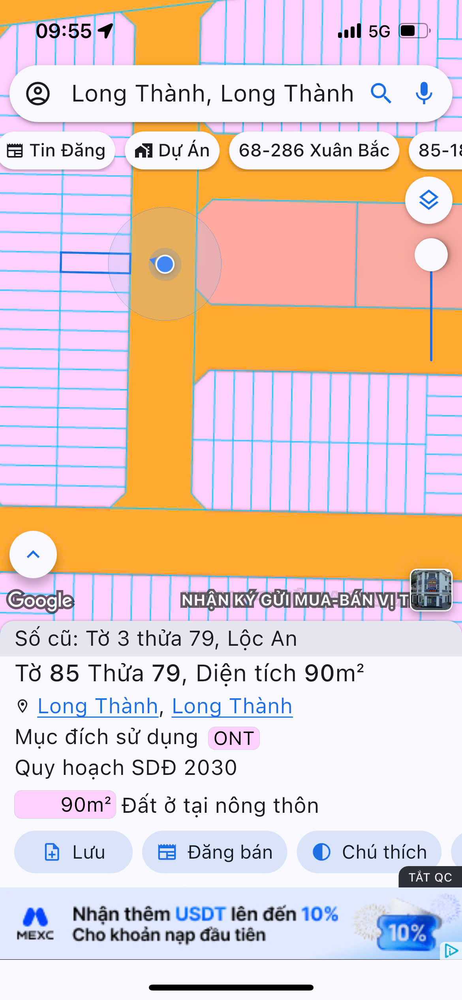 09:55
5G
Long Thành, Long Thành
Tin Đăng
Dự Án
68-286 Xuân Bắc
85-18
Google
NHẬN KÝ GỬI MUA-BÁN VỊ T
Số cũ: Tờ 3 thửa 79, Lộc An
Tờ 85 Thửa 79, Diện tích 90m²
Long Thành, Long Thành
Mục đích sử dụng ONT
Quy hoạch SDĐ 2030
90m² Đất ở tại nông thôn
Lưu
Đăng bán
Chú thích
TẮT QC
Nhận thêm USDT lên đến 10%
Cho khoản nạp đầu tiên
MEXC
10%